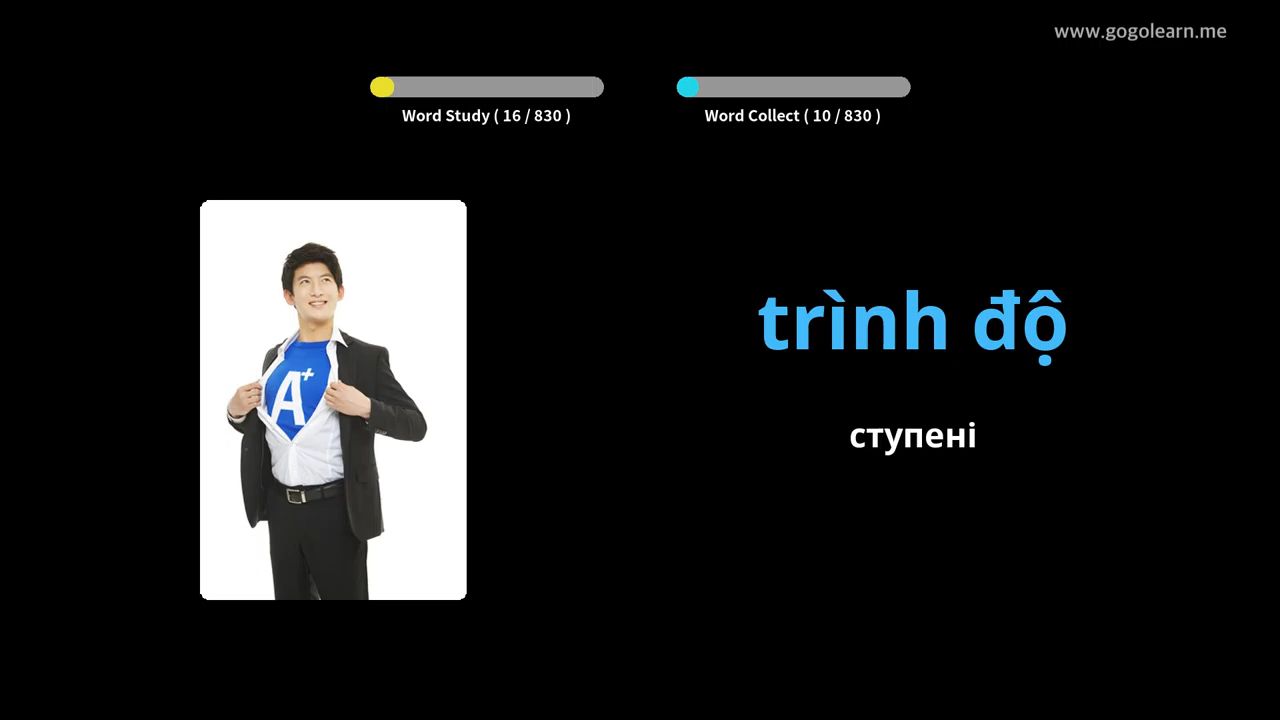 www.gogolearn.me
Word Study ( 16 / 830 )
Word Collect ( 10 / 830 )
A+
trình độ
ступені